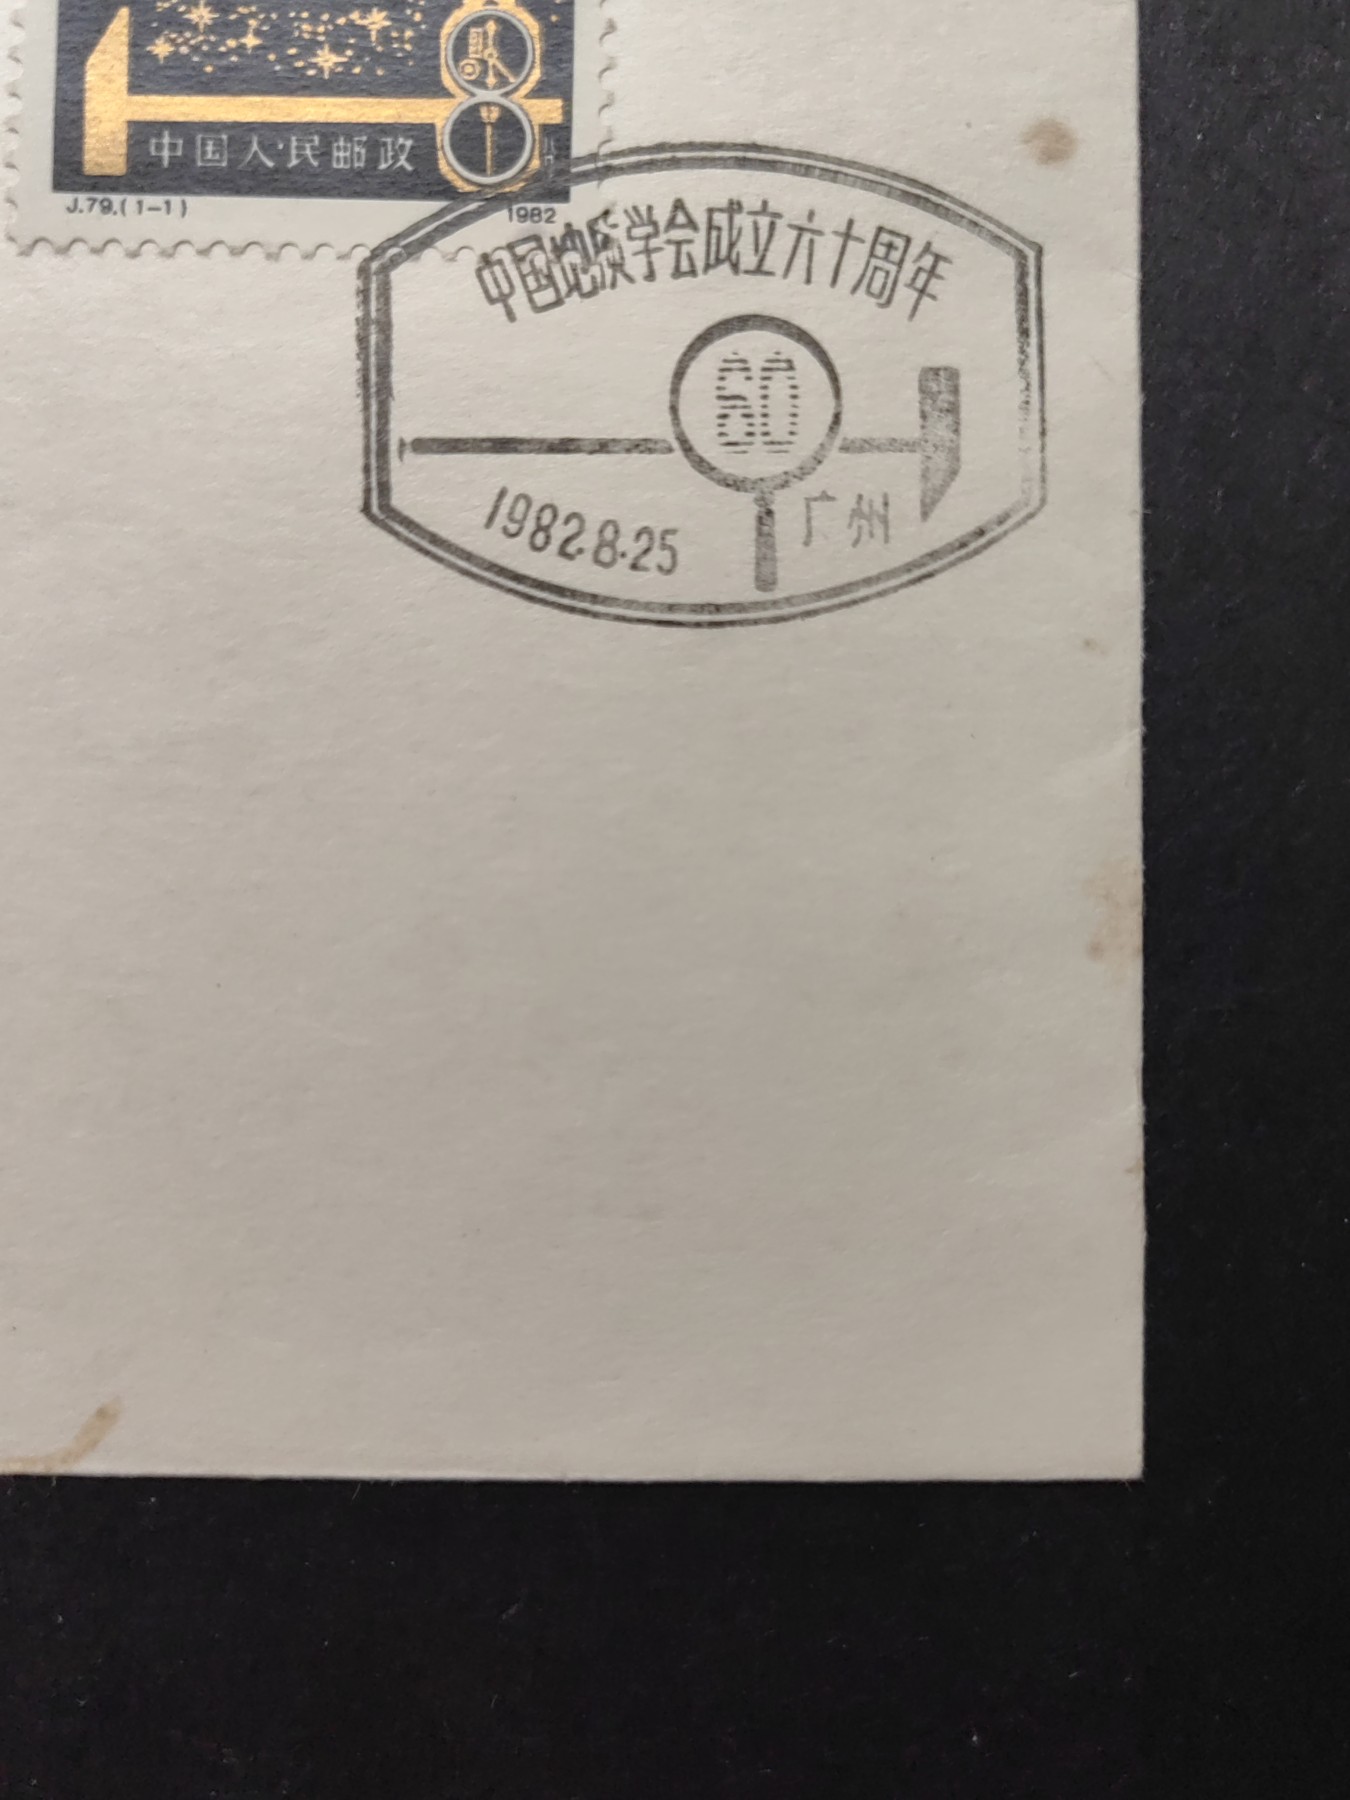 中国人民邮政
J.79.(1-1)
1982
中国地质学会成立六十周年
60
1982.8.25
广州